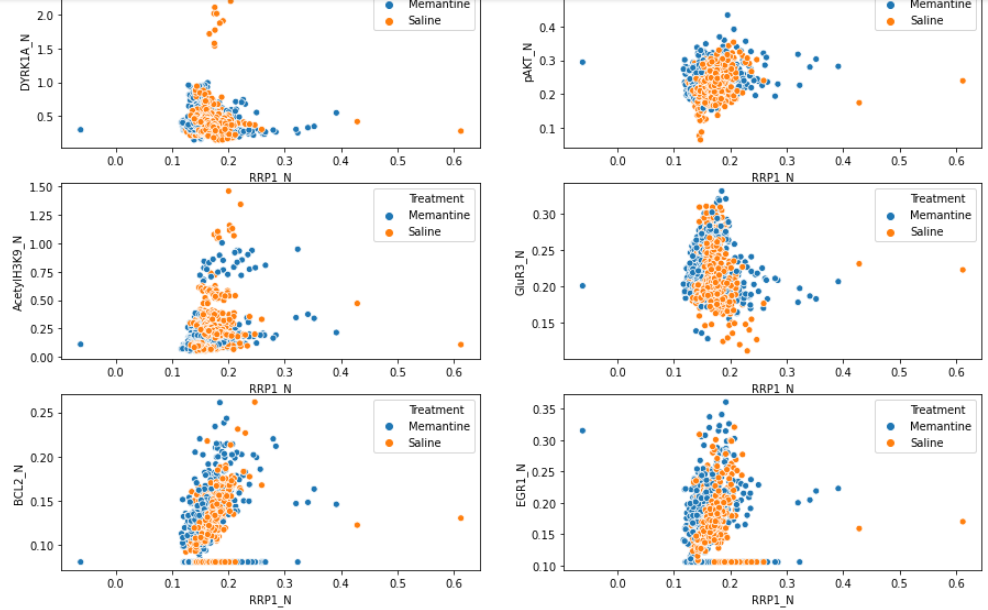 Memantine
Saline
2.0
1.5
1.0
0.5
DYRK1A_N
0.0 0.1 0.2 0.3 0.4 0.5 0.6
RRP1_N
Memantine
Saline
0.4
0.3
0.2
0.1
pAKT_N
0.0 0.1 0.2 0.3 0.4 0.5 0.6
RRP1_N
Treatment
Memantine
Saline
1.50
1.25
1.00
0.75
0.50
0.25
0.00
AcetylH3K9_N
0.0 0.1 0.2 0.3 0.4 0.5 0.6
RRP1_N
Treatment
Memantine
Saline
0.30
0.25
0.20
0.15
GluR3_N
0.0 0.1 0.2 0.3 0.4 0.5 0.6
RRP1_N
Treatment
Memantine
Saline
0.25
0.20
0.15
0.10
BCL2_N
0.0 0.1 0.2 0.3 0.4 0.5 0.6
RRP1_N
Treatment
Memantine
Saline
0.35
0.30
0.25
0.20
0.15
0.10
EGR1_N
0.0 0.1 0.2 0.3 0.4 0.5 0.6
RRP1_N